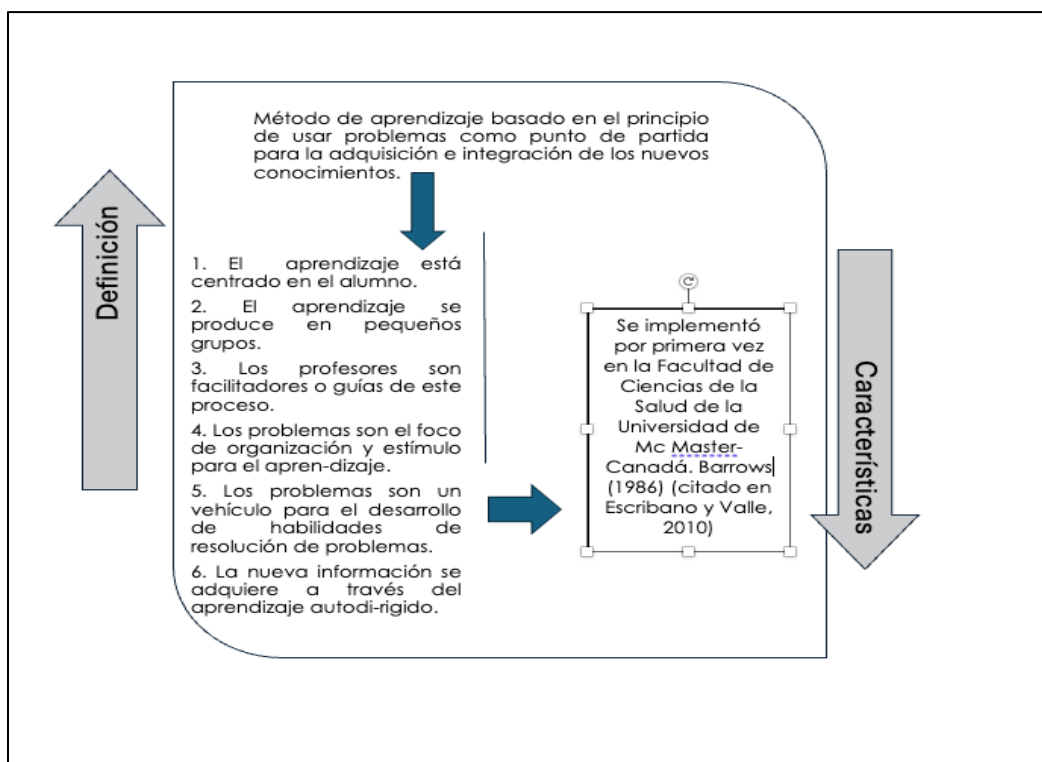 Método de aprendizaje basado en el principio
de usar problemas como punto de partida
para la adquisición e integración de los nuevos
conocimientos.
Definición
1. El aprendizaje está
centrado en el alumno.
2. El aprendizaje se
produce en pequeños
grupos.
3. Los profesores son
facilitadores o guías de este
proceso.
4. Los problemas son el foco
de organización y estímulo
para el apren-dizaje.
5. Los problemas son un
vehículo para el desarrollo
de habilidades de
resolución de problemas.
6. La nueva información se
adquiere a través del
aprendizaje autodi-rigido.
Se implementó
por primera vez
en la Facultad de
Ciencias de la
Salud de la
Universidad de
Mc Master-
Canadá. Barrows
(1986) (citado en
Escribano y Valle,
2010)
Características